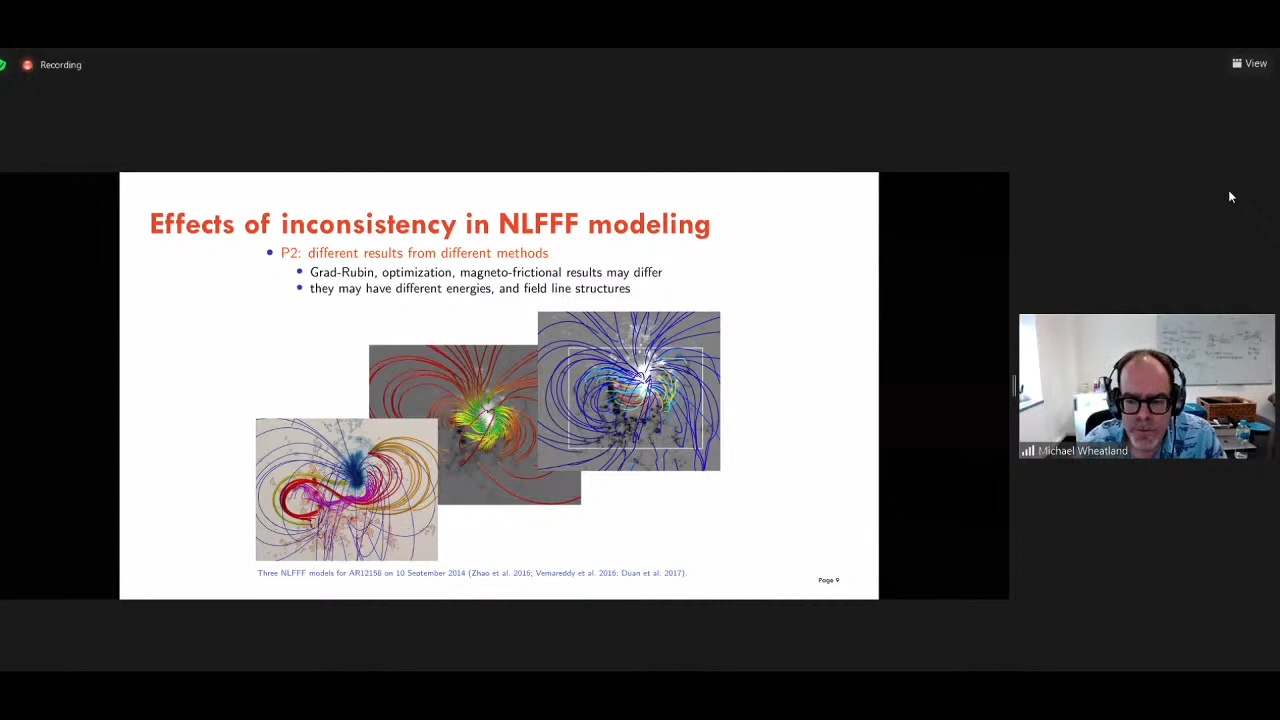 Recording
View
Effects of inconsistency in NLFFF modeling
P2: different results from different methods
Grad-Rubin, optimization, magneto-frictional results may differ
they may have different energies, and field line structures
Three NLFFF models for AR12158 on 10 September 2014 (Zhao et al. 2016; Vemareddy et al. 2016; Duan et al. 2017).
Page 9
Michael Wheatland